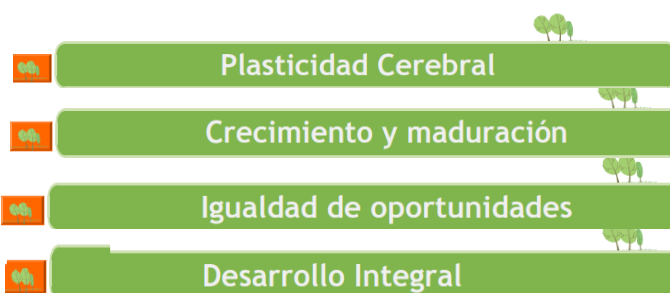 Plasticidad Cerebral
Crecimiento y maduración
Igualdad de oportunidades
Desarrollo Integral